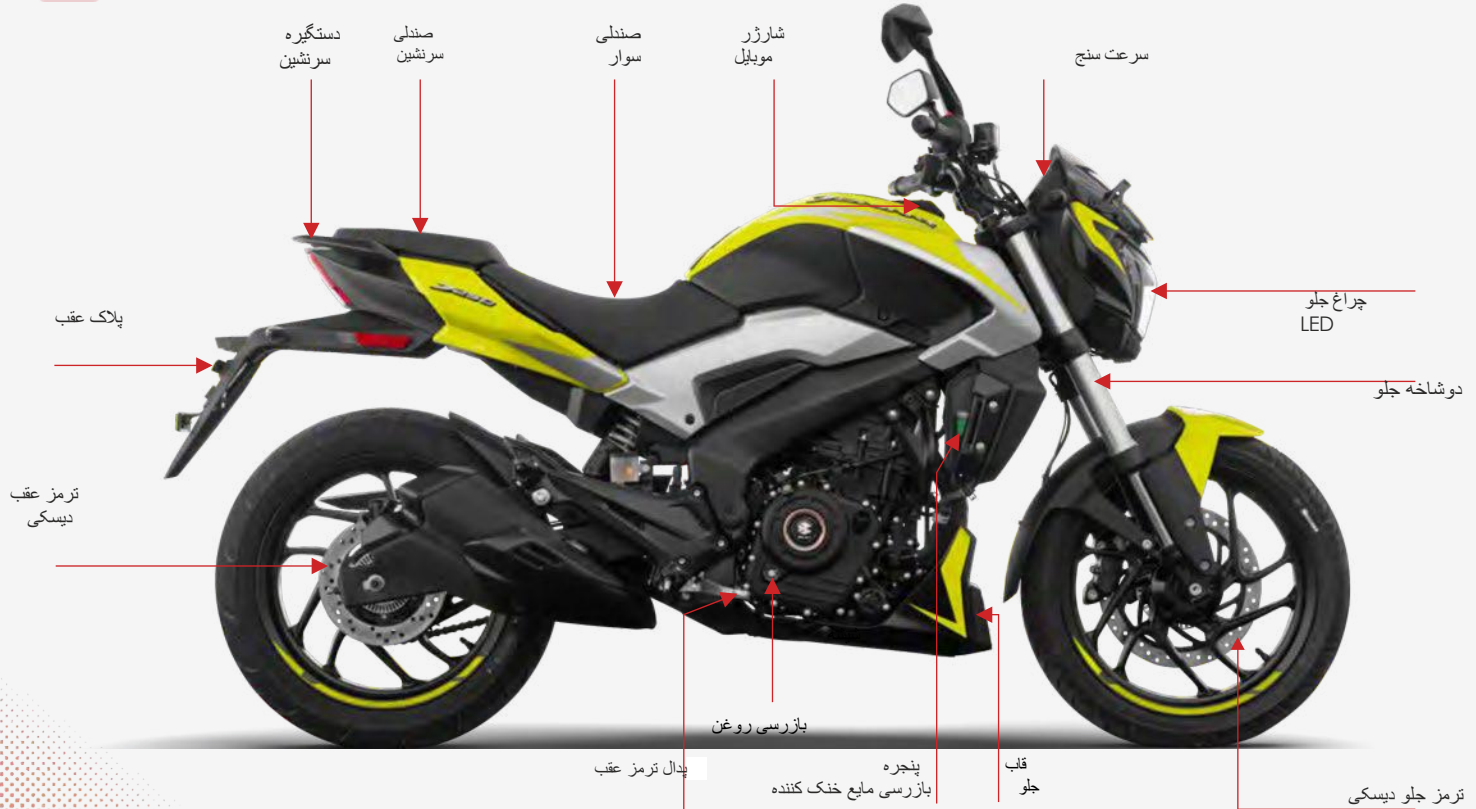 دستگیره
سرنشین
صندلی
سرنشین
صندلی
سوار
شارژر
موبایل
سرعت سنج
چراغ جلو
LED
دوشاخه جلو
پلاک عقب
ترمز عقب
دیسکی
بازرسی روغن
پدال ترمز عقب
پنجره
بازرسی مایع خنک کننده
قاب
جلو
ترمز جلو دیسکی